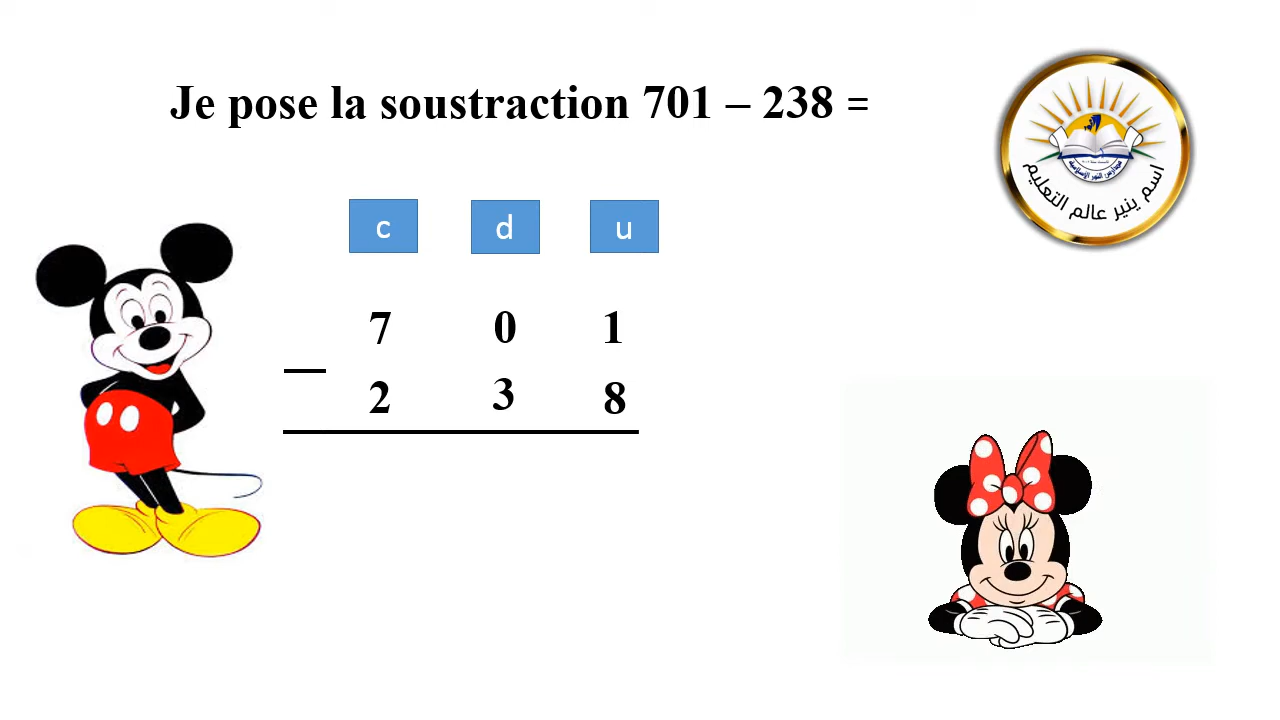 Je pose la soustraction 701 – 238 =
اسم ينير عالم التعليم
c d u
7 0 1
—
2 3 8